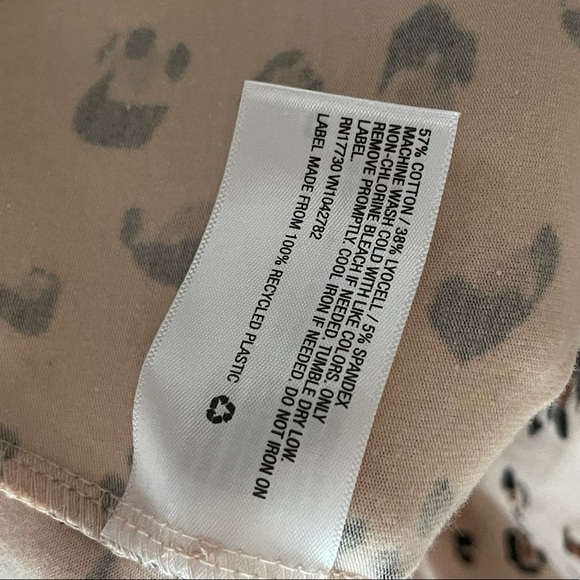 57% COTTON / 38% LYOCELL / 5% SPANDEX
MACHINE WASH COLD WITH LIKE COLORS. ONLY
NON-CHLORINE BLEACH IF NEEDED. TUMBLE DRY LOW.
REMOVE PROMPTLY. COOL IRON IF NEEDED. DO NOT IRON ON
LABEL.
RN17730 VN1042782
LABEL MADE FROM 100% RECYCLED PLASTIC